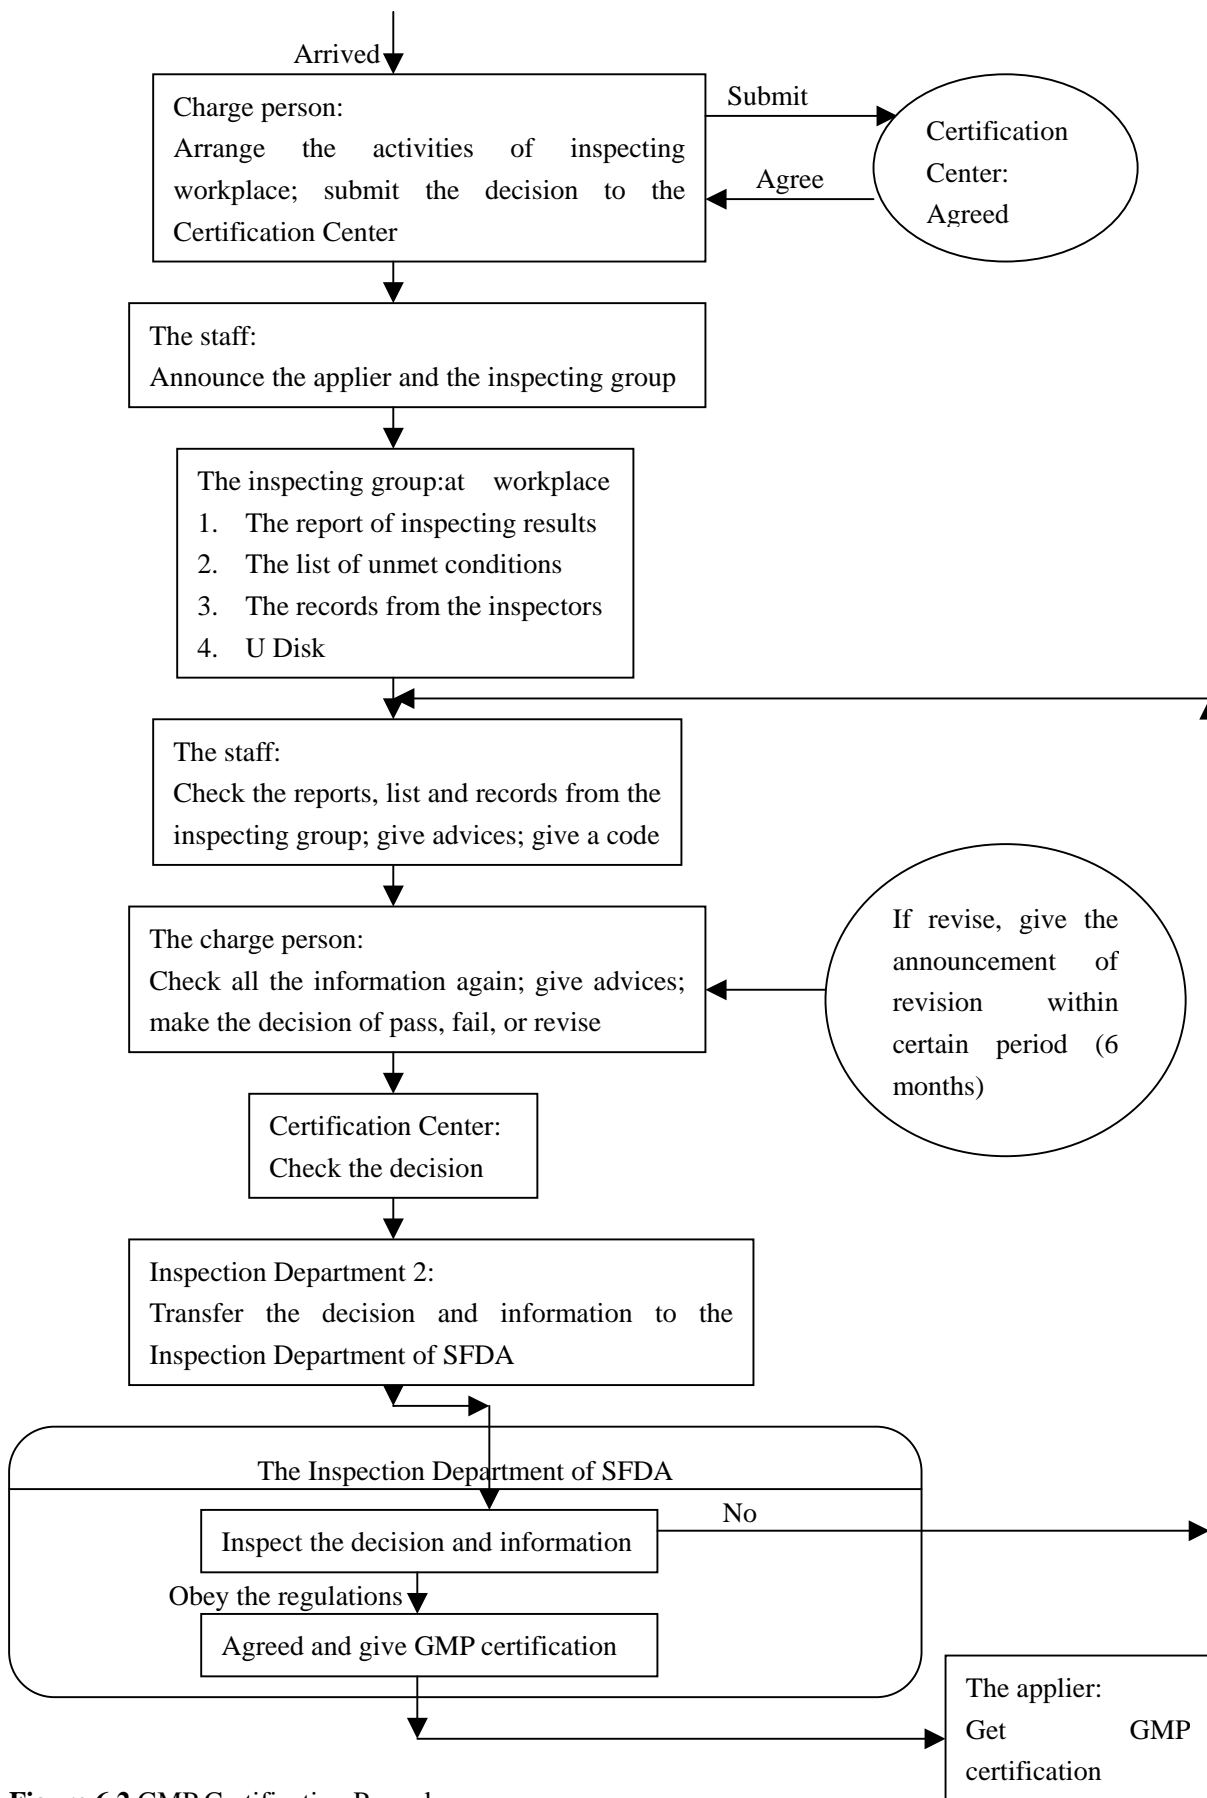 Arrived
Charge person:
Arrange the activities of inspecting
workplace; submit the decision to the
Certification Center
Submit
Agree
Certification
Center:
Agreed
The staff:
Announce the applier and the inspecting group
The inspecting group:at workplace
1. The report of inspecting results
2. The list of unmet conditions
3. The records from the inspectors
4. U Disk
The staff:
Check the reports, list and records from the
inspecting group; give advices; give a code
The charge person:
Check all the information again; give advices;
make the decision of pass, fail, or revise
If revise, give the
announcement of
revision within
certain period (6
months)
Certification Center:
Check the decision
Inspection Department 2:
Transfer the decision and information to the
Inspection Department of SFDA
The Inspection Department of SFDA
Inspect the decision and information
No
Obey the regulations
Agreed and give GMP certification
The applier:
Get GMP
certification
Figure 6.2 GMP Certification